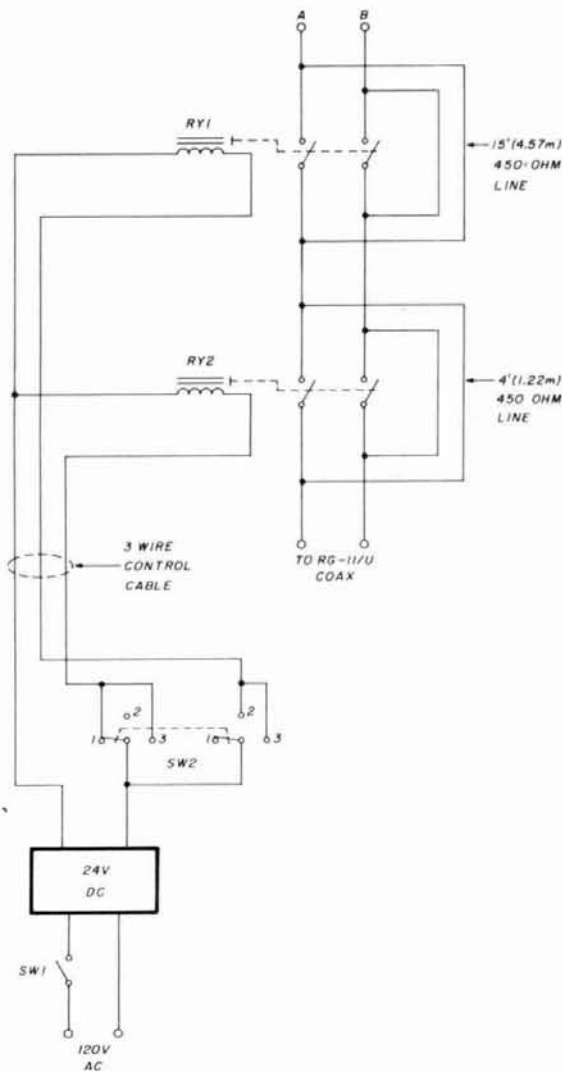 A
B
RY1
15'(4.57m)
450-OHM
LINE
RY2
4'(1.22m)
450 OHM
LINE
3 WIRE
CONTROL
CABLE
TO RG-11/U
COAX
2
2
1
3
1
3
SW2
24V
DC
SW1
120V
AC